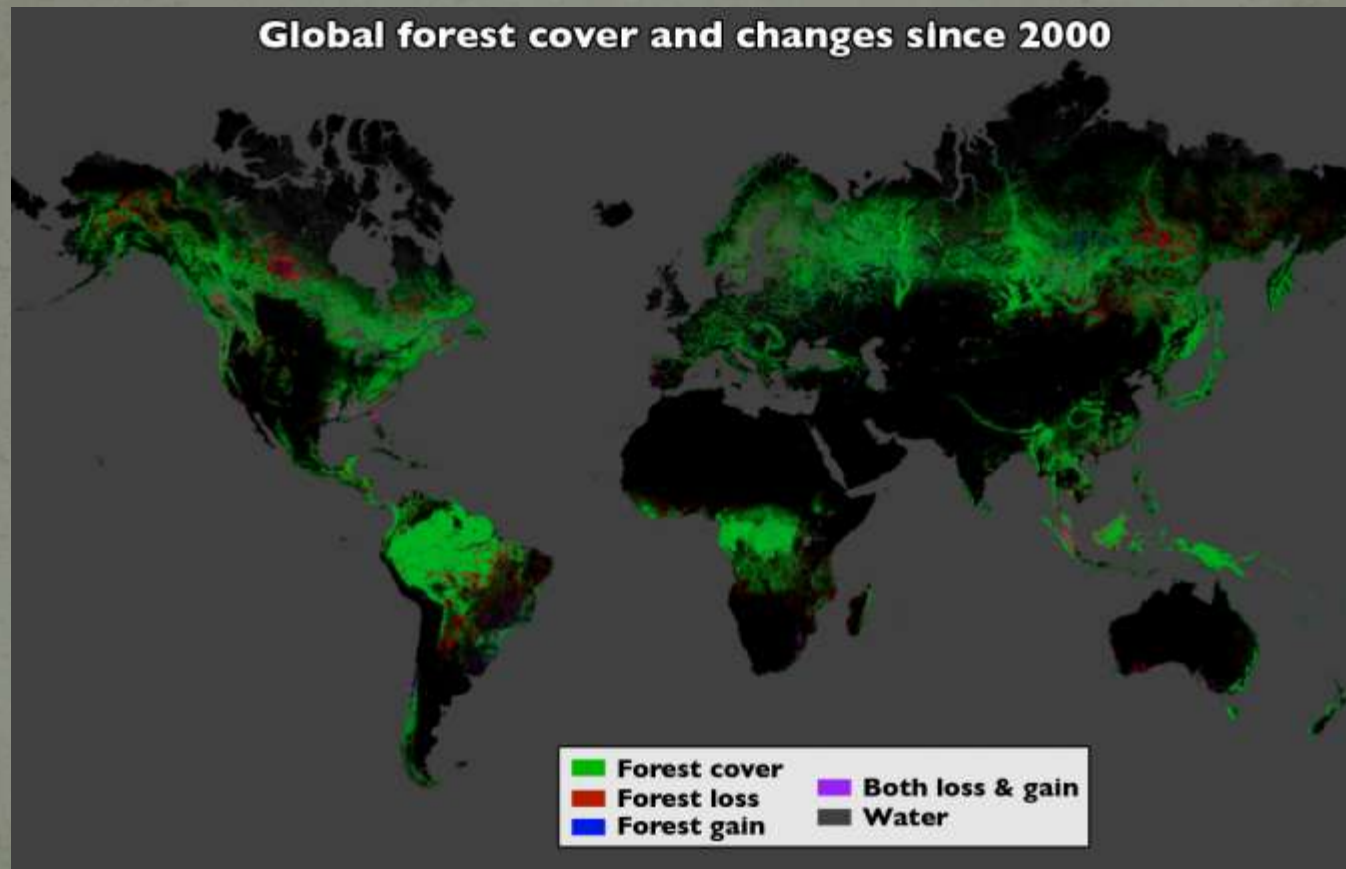 Global forest cover and changes since 2000
Forest cover
Forest loss
Forest gain
Both loss & gain
Water